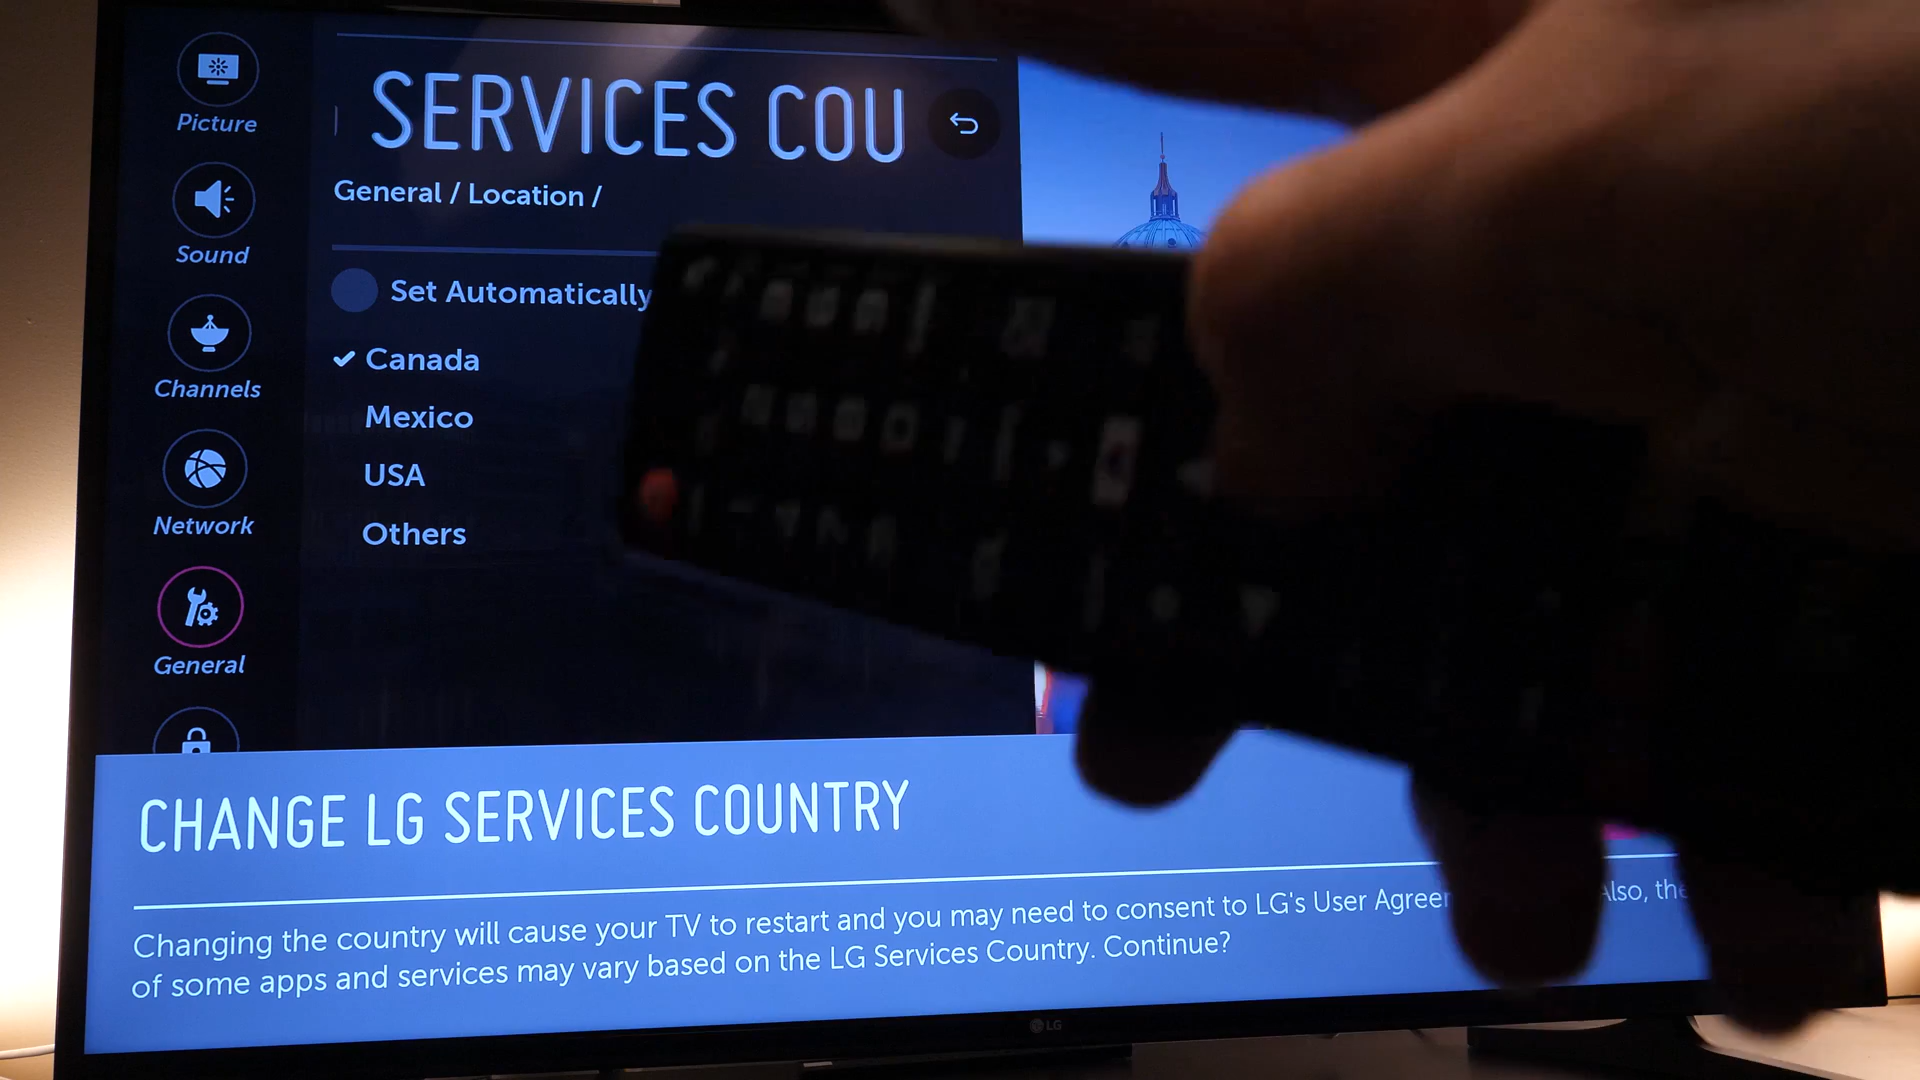 Picture
Sound
Channels
Network
General
SERVICES COU
General / Location /
Set Automatically
Canada
Mexico
USA
Others
CHANGE LG SERVICES COUNTRY
Changing the country will cause your TV to restart and you may need to consent to LG's User Agreer Also, the
of some apps and services may vary based on the LG Services Country. Continue?
LG